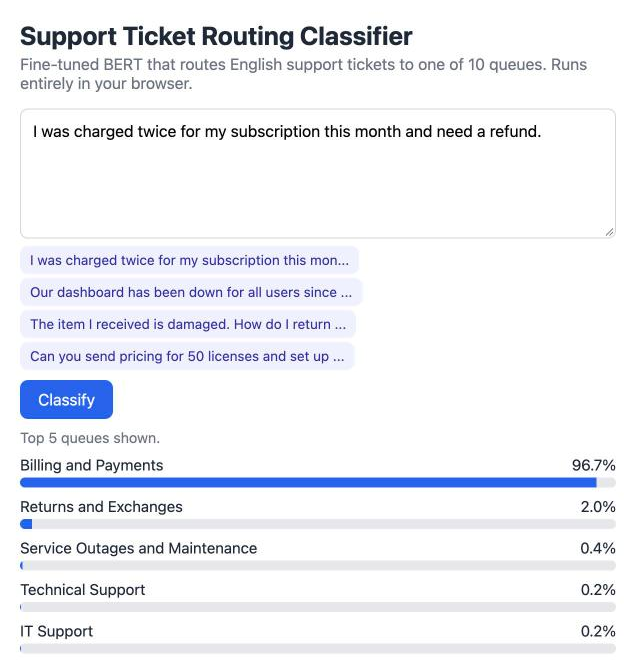 Support Ticket Routing Classifier
Fine-tuned BERT that routes English support tickets to one of 10 queues. Runs
entirely in your browser.
I was charged twice for my subscription this month and need a refund.
I was charged twice for my subscription this mon...
Our dashboard has been down for all users since ...
The item I received is damaged. How do I return ...
Can you send pricing for 50 licenses and set up ...
Classify
Top 5 queues shown.
Billing and Payments 96.7%
Returns and Exchanges 2.0%
Service Outages and Maintenance 0.4%
Technical Support 0.2%
IT Support 0.2%